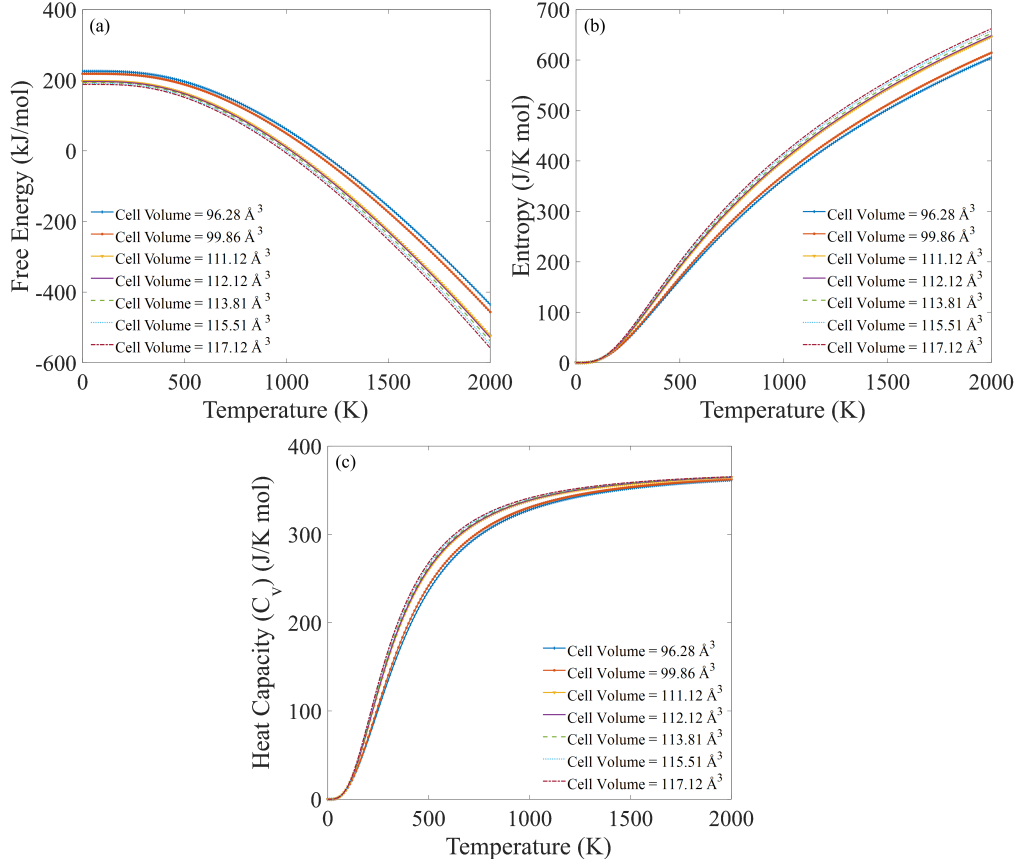 (a)
Free Energy (kJ/mol)
400
200
0
-200
-400
-600
Cell Volume = 96.28 Å³
Cell Volume = 99.86 Å³
Cell Volume = 111.12 Å³
Cell Volume = 112.12 Å³
Cell Volume = 113.81 Å³
Cell Volume = 115.51 Å³
Cell Volume = 117.12 Å³
0 500 1000 1500 2000
Temperature (K)
(b)
Entropy (J/K mol)
700
600
500
400
300
200
100
0
Cell Volume = 96.28 Å³
Cell Volume = 99.86 Å³
Cell Volume = 111.12 Å³
Cell Volume = 112.12 Å³
Cell Volume = 113.81 Å³
Cell Volume = 115.51 Å³
Cell Volume = 117.12 Å³
0 500 1000 1500 2000
Temperature (K)
(c)
Heat Capacity (C_v) (J/K mol)
400
300
200
100
0
Cell Volume = 96.28 Å³
Cell Volume = 99.86 Å³
Cell Volume = 111.12 Å³
Cell Volume = 112.12 Å³
Cell Volume = 113.81 Å³
Cell Volume = 115.51 Å³
Cell Volume = 117.12 Å³
0 500 1000 1500 2000
Temperature (K)